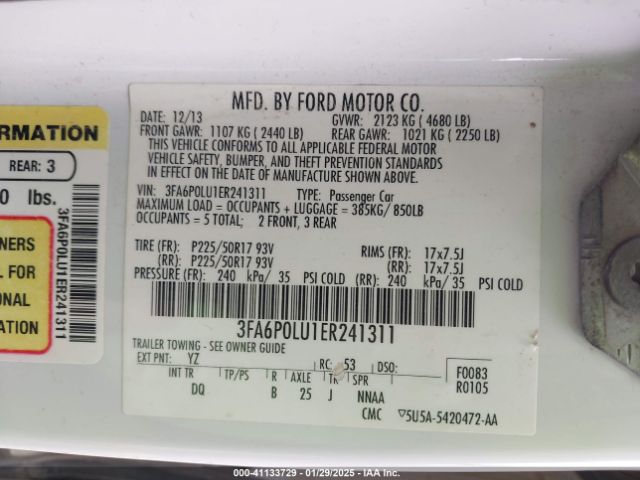 MFD. BY FORD MOTOR CO.
DATE: 12/13 GVWR: 2123 KG ( 4680 LB)
FRONT GAWR: 1107 KG ( 2440 LB) REAR GAWR: 1021 KG ( 2250 LB)
THIS VEHICLE CONFORMS TO ALL APPLICABLE FEDERAL MOTOR
VEHICLE SAFETY, BUMPER, AND THEFT PREVENTION STANDARDS
IN EFFECT ON THE DATE OF MANUFACTURE SHOWN ABOVE.
VIN: 3FA6P0LU1ER241311 TYPE: Passenger Car
MAXIMUM LOAD = OCCUPANTS + LUGGAGE = 385KG/ 850LB
OCCUPANTS = 5 TOTAL; 2 FRONT, 3 REAR
TIRE (FR): P225/50R17 93V RIMS (FR): 17x7.5J
(RR): P225/50R17 93V (RR): 17x7.5J
PRESSURE (FR): 240 kPa/ 35 PSI COLD (RR): 240 kPa/ 35 PSI COLD
3FA6P0LU1ER241311
TRAILER TOWING - SEE OWNER GUIDE
EXT PNT: YZ RC: 53 DSO: F0083
R0105
INT TR TP/PS R AXLE TR SPR
DQ B 25 J NNAA
CMC 5U5A-5420472-AA
ORMATION
REAR: 3
0 lbs.
3FA6P0LU1ER241311
NERS
L FOR
ONAL
N
000-41133729 - 01/29/2025 - IAA Inc.